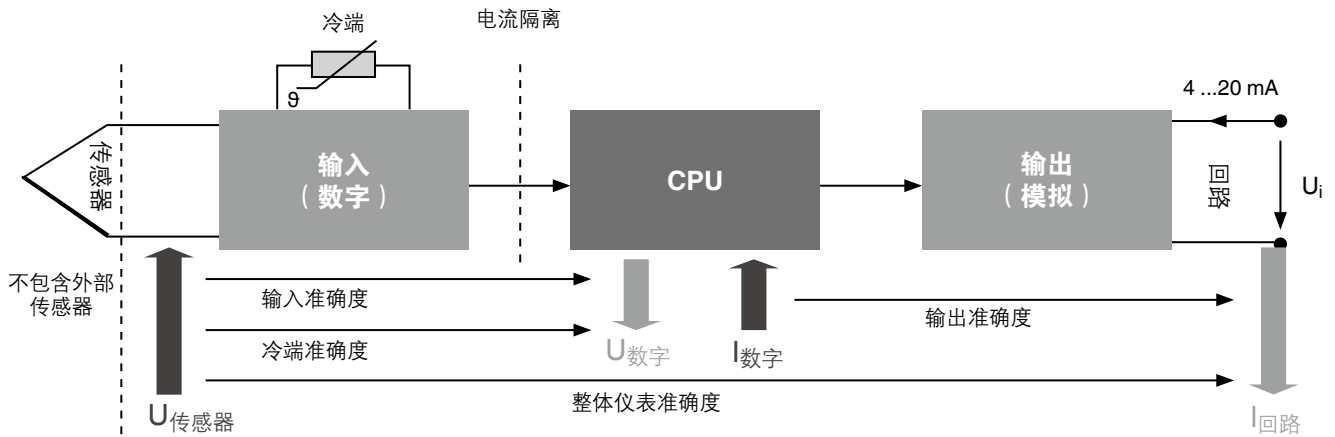 冷端
电流隔离
ϑ
4 ...20 mA
传感器
输入
（数字）
CPU
输出
（模拟）
回路
Ui
不包含外部
传感器
输入准确度
输出准确度
冷端准确度
U数字
I数字
整体仪表准确度
U传感器
I回路